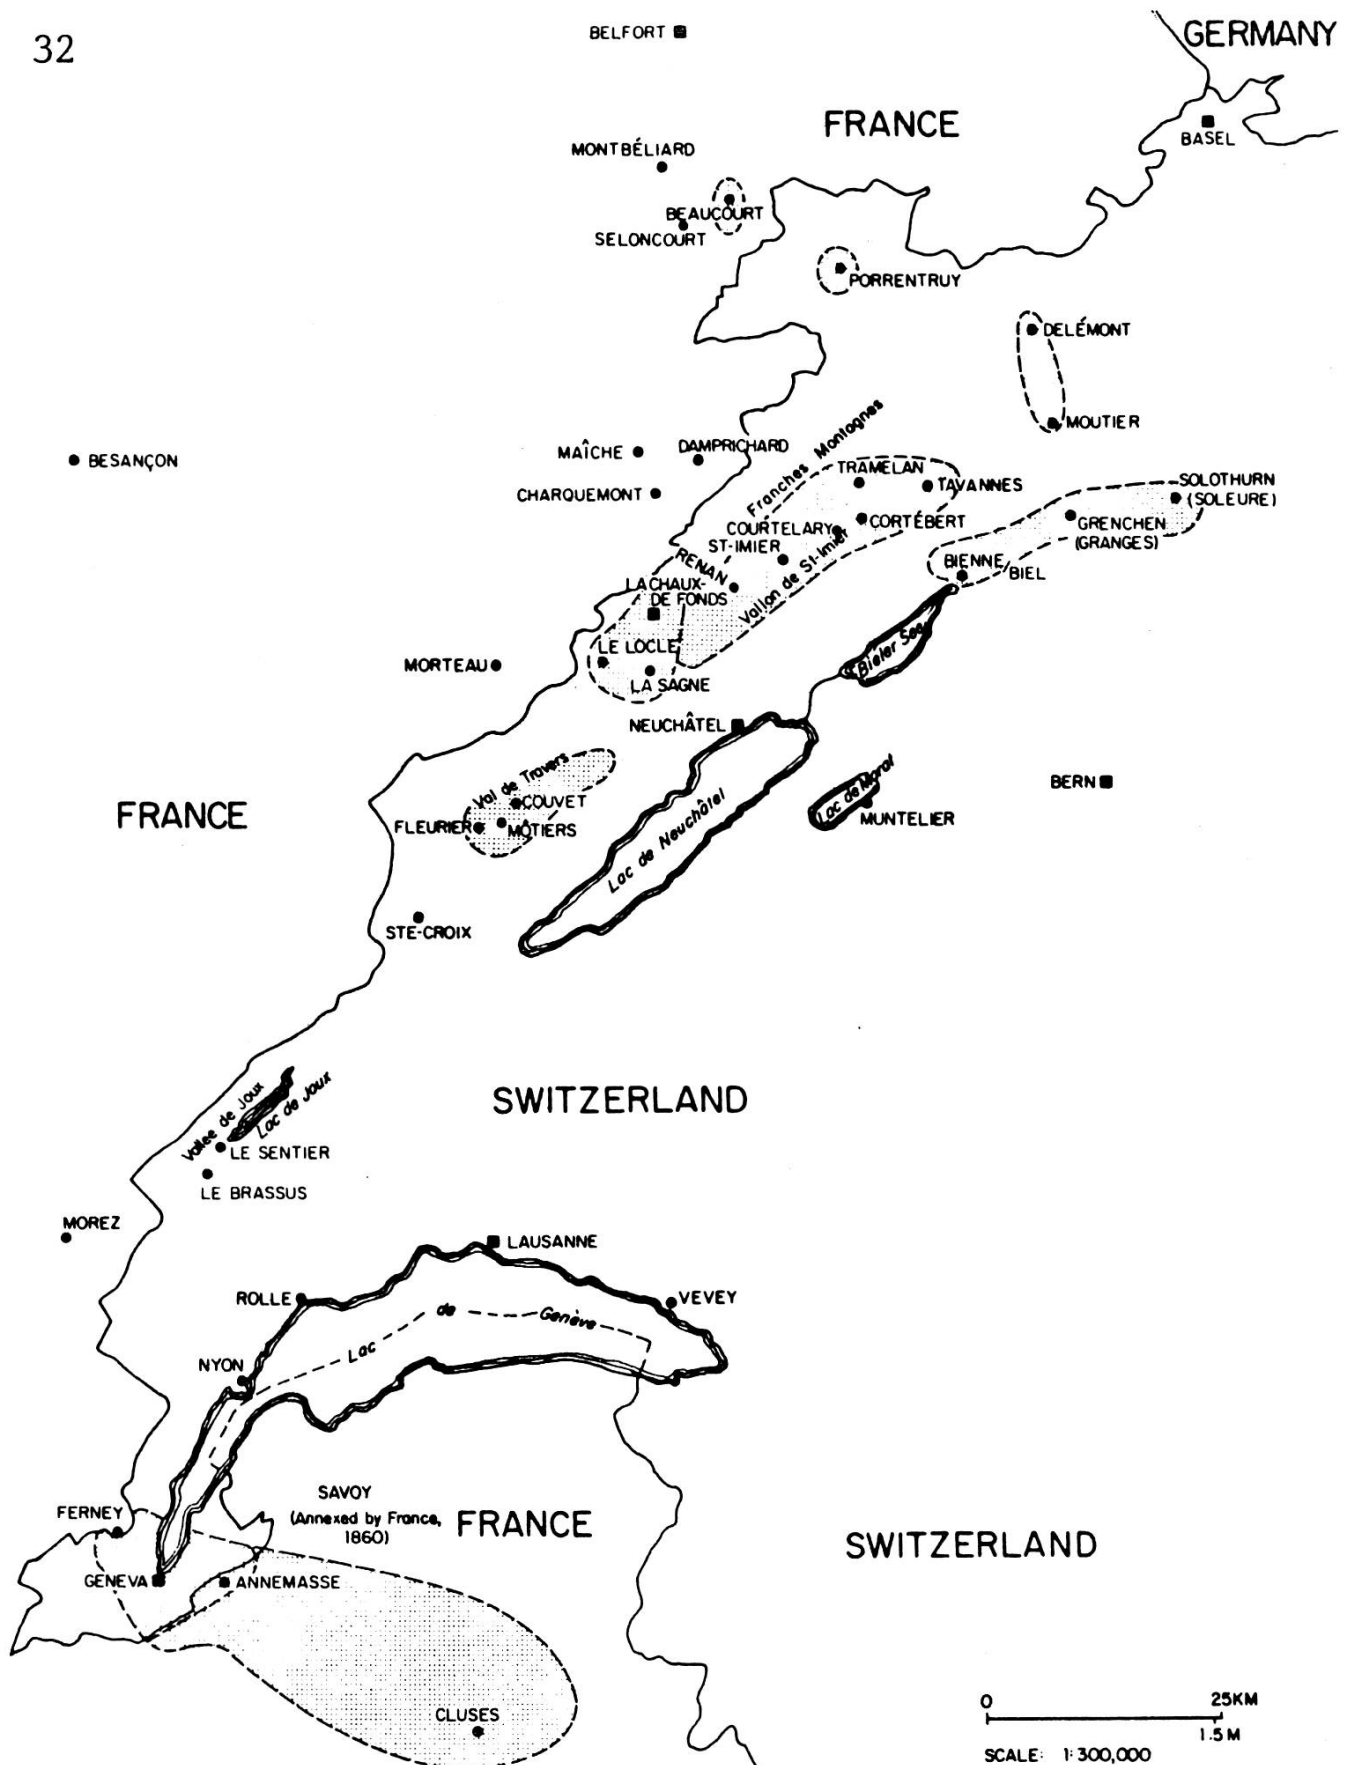 32
BELFORT
GERMANY
FRANCE
BASEL
MONTBÉLIARD
BEAUCOURT
SELONCOURT
PORRENTRUY
DELÉMONT
MOUTIER
BESANÇON
MAÎCHE
DAMPRICHARD
CHARQUEMONT
Franches Montagnes
TRAMELAN
TAVANNES
SOLOTHURN
(SOLEURE)
GRENCHEN
(GRANGES)
COURTELARY
CORTÉBERT
ST-IMIER
RENAN
Vallon de St-Imier
BIENNE/BIEL
LA CHAUX-
DE FONDS
LE LOCLE
LA SAGNE
MORTEAU
Bieler See
NEUCHÂTEL
Val de Travers
COUVET
FLEURIER
MÔTIERS
FRANCE
Lac de Neuchâtel
Lac de Morat
MUNTELIER
BERN
STE-CROIX
SWITZERLAND
Vallee de Joux
Lac de Joux
LE SENTIER
LE BRASSUS
MOREZ
LAUSANNE
ROLLE
VEVEY
Lac de Genève
NYON
FERNEY
SAVOY
(Annexed by France,
1860)
FRANCE
SWITZERLAND
GENEVA
ANNEMASSE
CLUSES
0 25KM
1.5 M
SCALE: 1:300,000